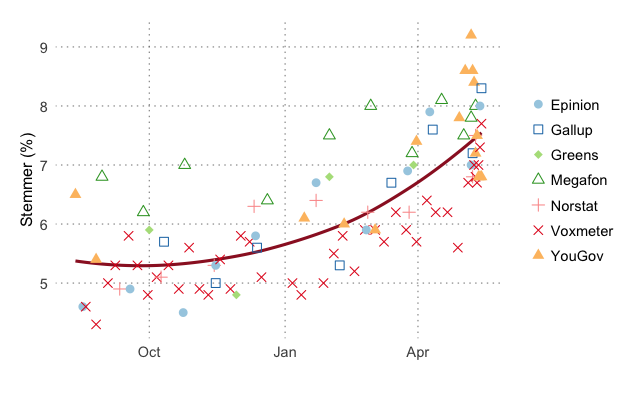 Stemmer (%)
9
8
7
6
5
Oct
Jan
Apr
Epinion
Gallup
Greens
Megafon
Norstat
Voxmeter
YouGov